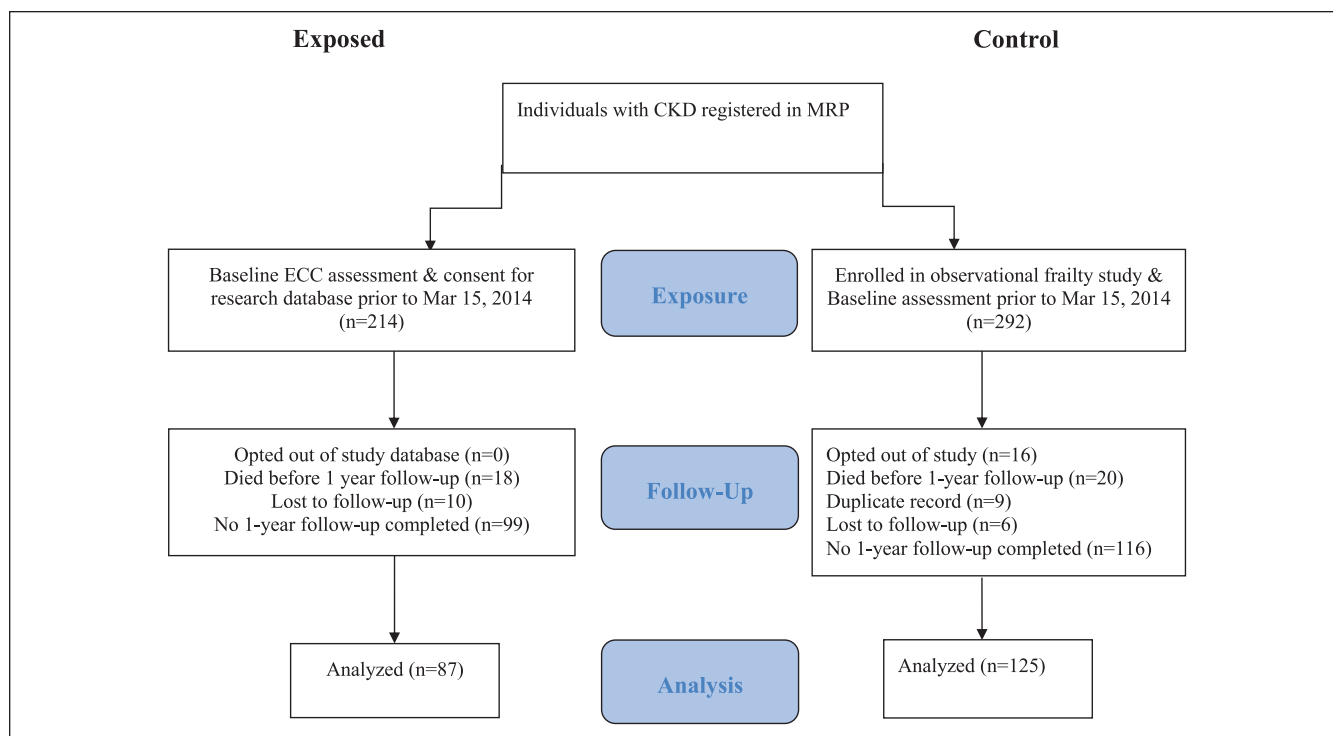 Exposed
Control
Individuals with CKD registered in MRP
Baseline ECC assessment & consent for
research database prior to Mar 15, 2014
(n=214)
Exposure
Enrolled in observational frailty study &
Baseline assessment prior to Mar 15, 2014
(n=292)
Opted out of study database (n=0)
Died before 1 year follow-up (n=18)
Lost to follow-up (n=10)
No 1-year follow-up completed (n=99)
Follow-Up
Opted out of study (n=16)
Died before 1-year follow-up (n=20)
Duplicate record (n=9)
Lost to follow-up (n=6)
No 1-year follow-up completed (n=116)
Analyzed (n=87)
Analysis
Analyzed (n=125)